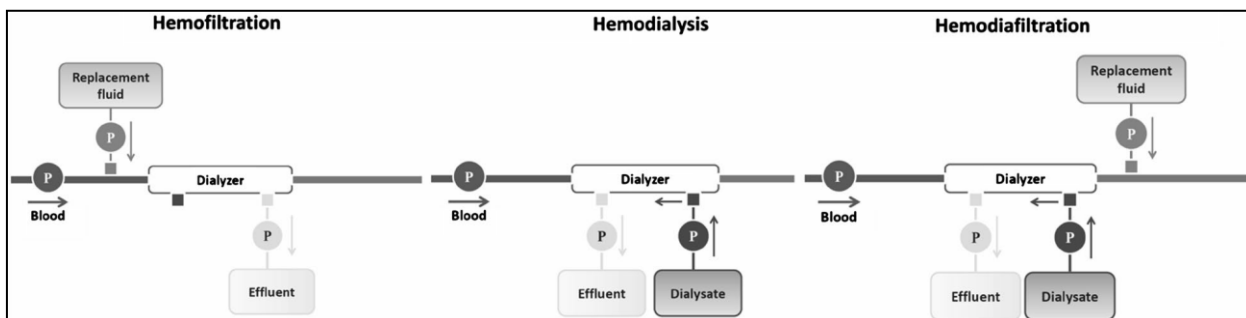 Hemofiltration
Replacement
fluid
P
P
Dialyzer
Blood
P
Effluent
Hemodialysis
P
Dialyzer
Blood
P
P
Effluent
Dialysate
Hemodiafiltration
Replacement
fluid
P
P
Dialyzer
Blood
P
P
Effluent
Dialysate